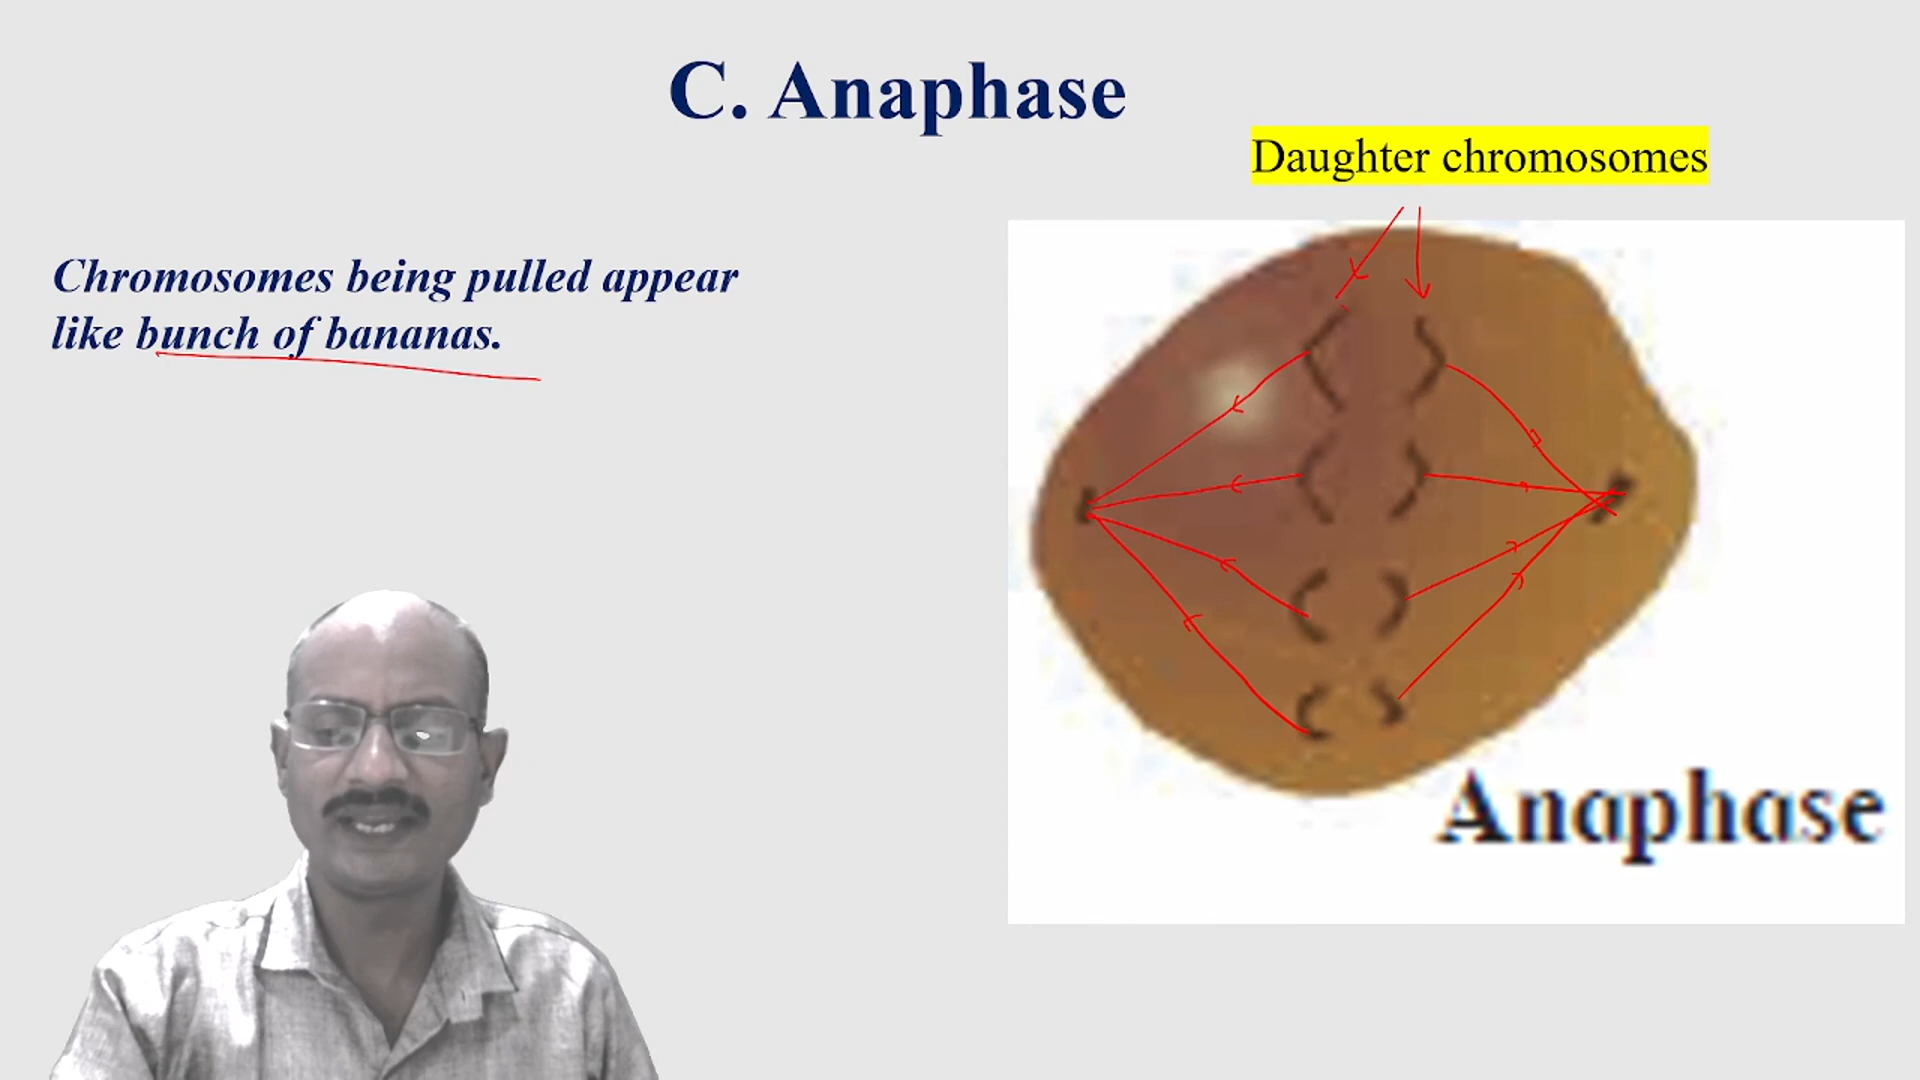 C. Anaphase
Daughter chromosomes
Chromosomes being pulled appear
like bunch of bananas.
Anaphase